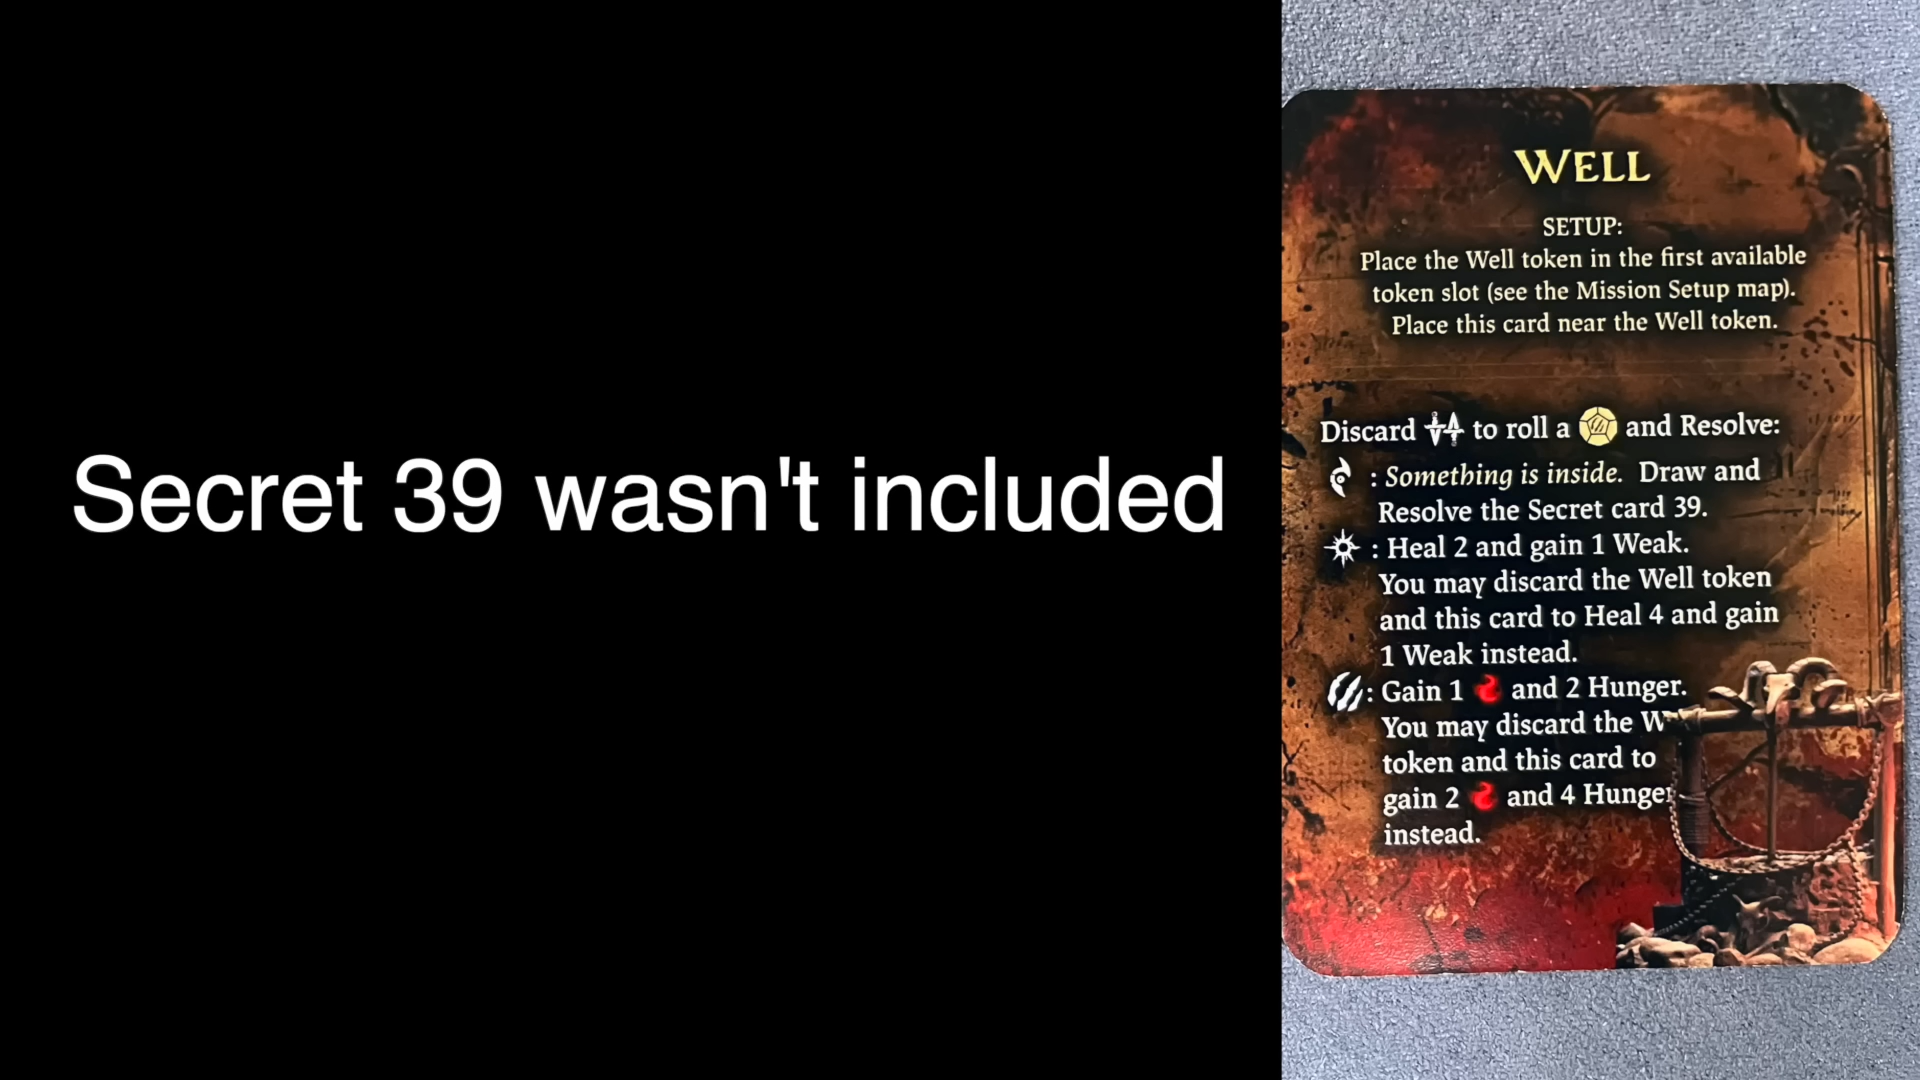 Secret 39 wasn't included
WELL
SETUP:
Place the Well token in the first available
token slot (see the Mission Setup map).
Place this card near the Well token.
Discard to roll a and Resolve:
: Something is inside. Draw and
Resolve the Secret card 39.
: Heal 2 and gain 1 Weak.
You may discard the Well token
and this card to Heal 4 and gain
1 Weak instead.
: Gain 1 and 2 Hunger.
You may discard the
token and this card to
gain 2 and 4 Hunger
instead.